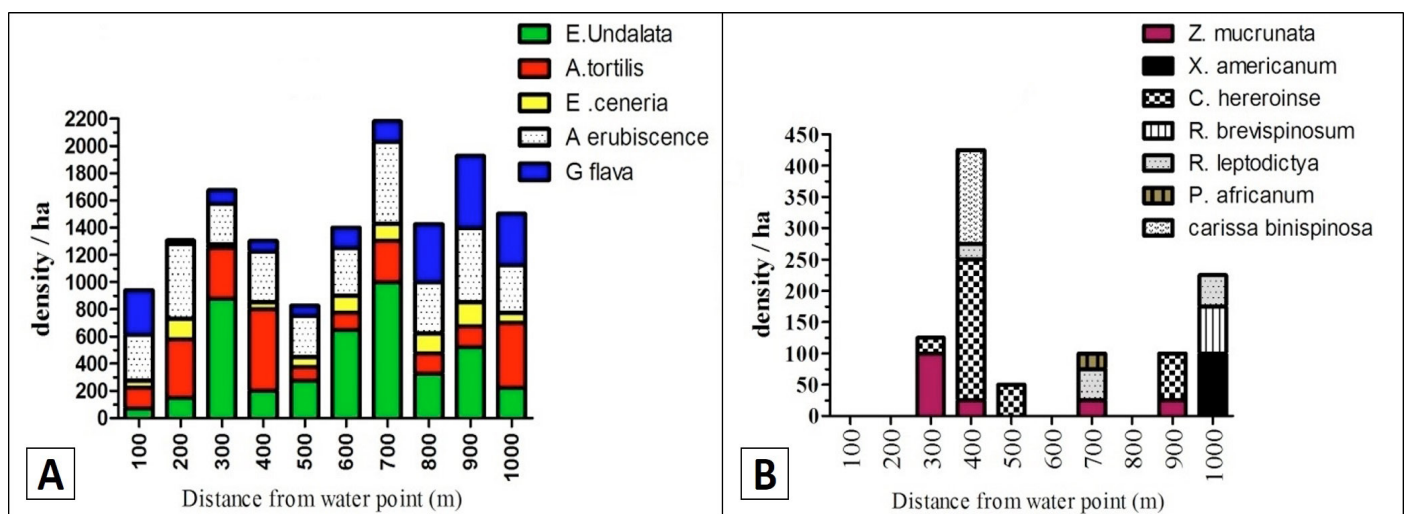 E.Undalata
A.tortilis
E .ceneria
A erubiscence
G flava
density / ha
2200
2000
1800
1600
1400
1200
1000
800
600
400
200
0
100
200
300
400
500
600
700
800
900
1000
Distance from water point (m)
A
Z. mucrunata
X. americanum
C. hereroinse
R. brevispinosum
R. leptodictya
P. africanum
carissa binispinosa
density / ha
450
400
350
300
250
200
150
100
50
0
100
200
300
400
500
600
700
800
900
1000
Distance from water point (m)
B